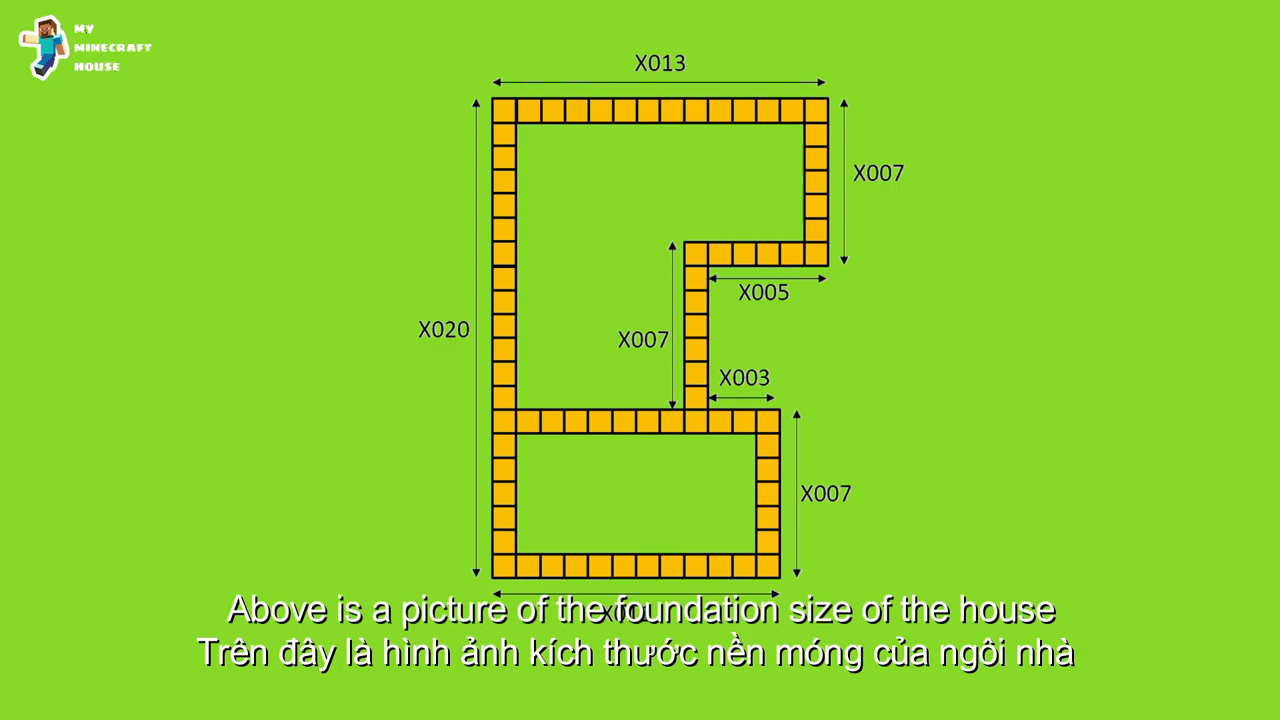 MY
MINECRAFT
HOUSE
X013
X007
X005
X020
X007
X003
X007
Above is a picture of the foundation size of the house
Trên đây là hình ảnh kích thước nền móng của ngôi nhà